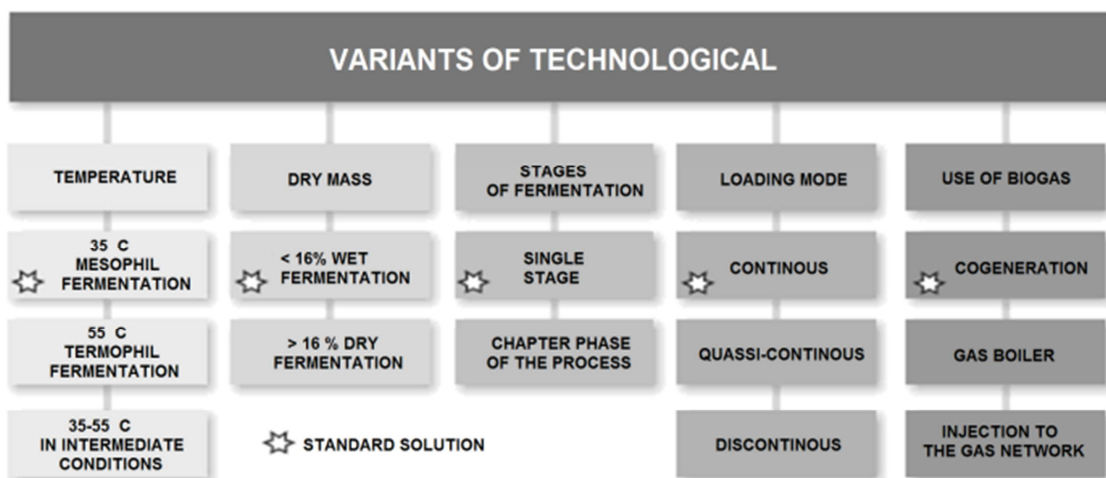 VARIANTS OF TECHNOLOGICAL
TEMPERATURE
35 C
MESOPHIL
FERMENTATION
55 C
TERMOPHIL
FERMENTATION
35-55 C
IN INTERMEDIATE
CONDITIONS
DRY MASS
< 16% WET
FERMENTATION
> 16 % DRY
FERMENTATION
STAGES
OF FERMENTATION
SINGLE
STAGE
CHAPTER PHASE
OF THE PROCESS
LOADING MODE
CONTINOUS
QUASSI-CONTINOUS
DISCONTINOUS
USE OF BIOGAS
COGENERATION
GAS BOILER
INJECTION TO
THE GAS NETWORK
STANDARD SOLUTION